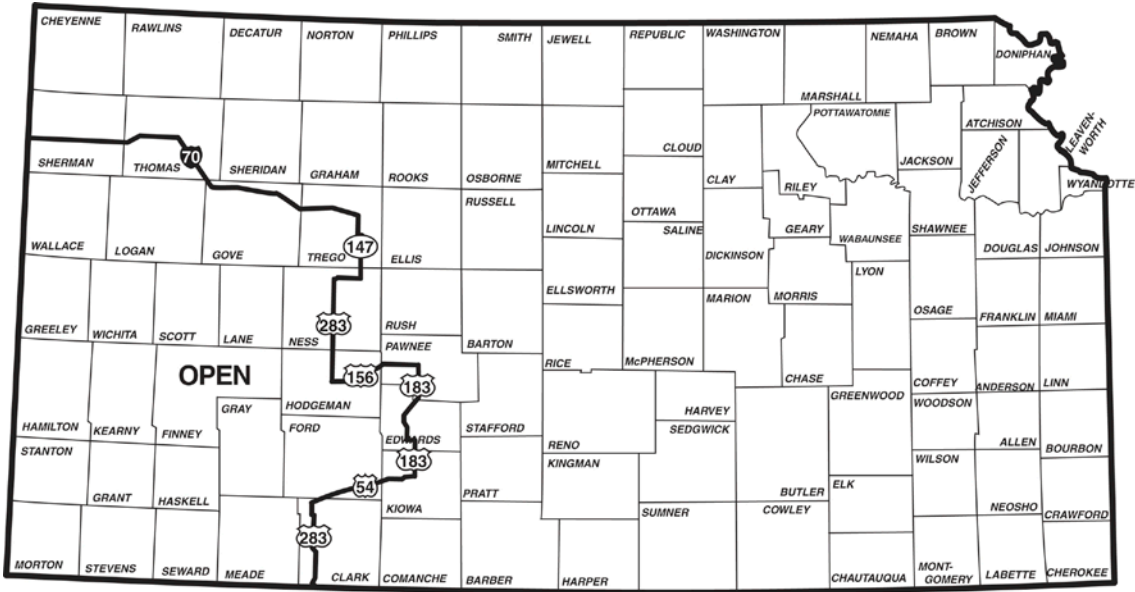 CHEYENNE
RAWLINS
DECATUR
NORTON
PHILLIPS
SMITH
JEWELL
REPUBLIC
WASHINGTON
MARSHALL
NEMAHA
BROWN
DONIPHAN
SHERMAN
THOMAS
70
SHERIDAN
GRAHAM
ROOKS
OSBORNE
MITCHELL
CLOUD
CLAY
RILEY
POTTAWATOMIE
JACKSON
ATCHISON
JEFFERSON
LEAVEN-
WORTH
WYANDOTTE
WALLACE
LOGAN
GOVE
TREGO
147
ELLIS
RUSSELL
LINCOLN
OTTAWA
SALINE
DICKINSON
GEARY
WABAUNSEE
SHAWNEE
DOUGLAS
JOHNSON
GREELEY
WICHITA
SCOTT
LANE
NESS
283
RUSH
BARTON
ELLSWORTH
RICE
McPHERSON
MARION
MORRIS
CHASE
LYON
OSAGE
FRANKLIN
MIAMI
OPEN
HAMILTON
KEARNY
FINNEY
GRAY
HODGEMAN
FORD
156
PAWNEE
183
EDWARDS
183
STAFFORD
RENO
HARVEY
SEDGWICK
BUTLER
GREENWOOD
COFFEY
ANDERSON
LINN
WOODSON
ALLEN
BOURBON
STANTON
GRANT
HASKELL
54
KIOWA
PRATT
KINGMAN
ELK
WILSON
NEOSHO
CRAWFORD
MORTON
STEVENS
SEWARD
MEADE
283
CLARK
COMANCHE
BARBER
HARPER
SUMNER
COWLEY
CHAUTAUQUA
MONT-
GOMERY
LABETTE
CHEROKEE